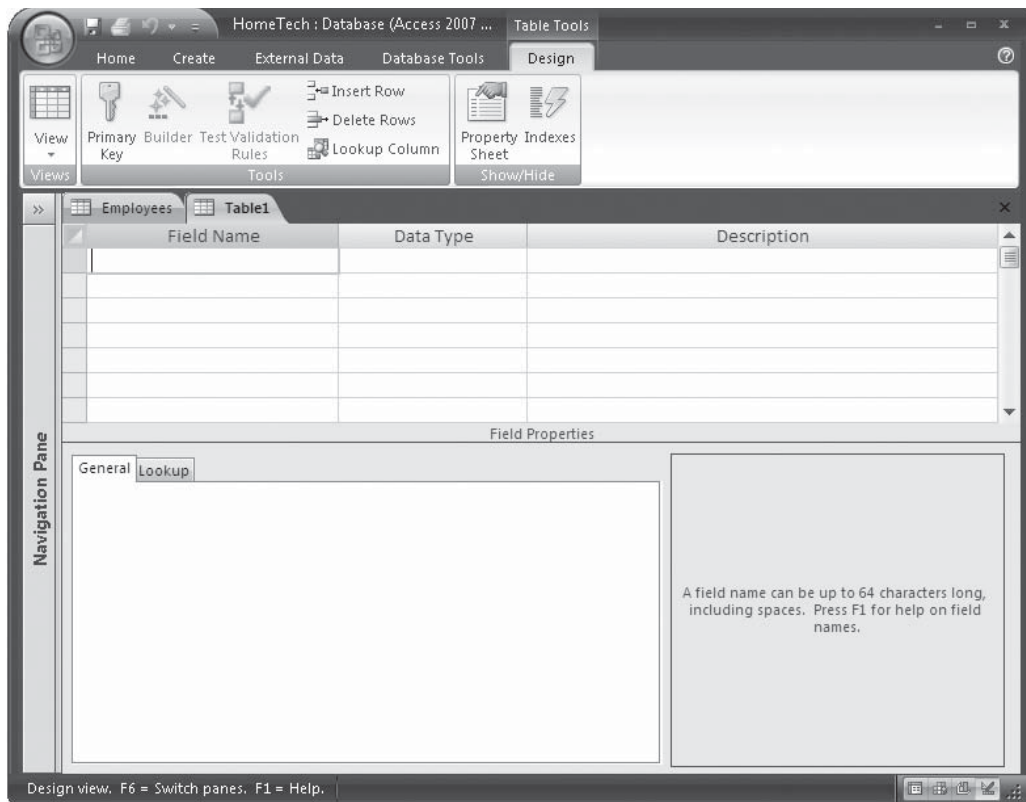 HomeTech : Database (Access 2007 ...
Table Tools
Home Create External Data Database Tools Design
View
Views
Primary Key
Builder
Test Validation Rules
Insert Row
Delete Rows
Lookup Column
Tools
Property Sheet
Indexes
Show/Hide
Employees
Table1
Field Name Data Type Description
Field Properties
General
Lookup
A field name can be up to 64 characters long,
including spaces. Press F1 for help on field
names.
Navigation Pane
Design view. F6 = Switch panes. F1 = Help.